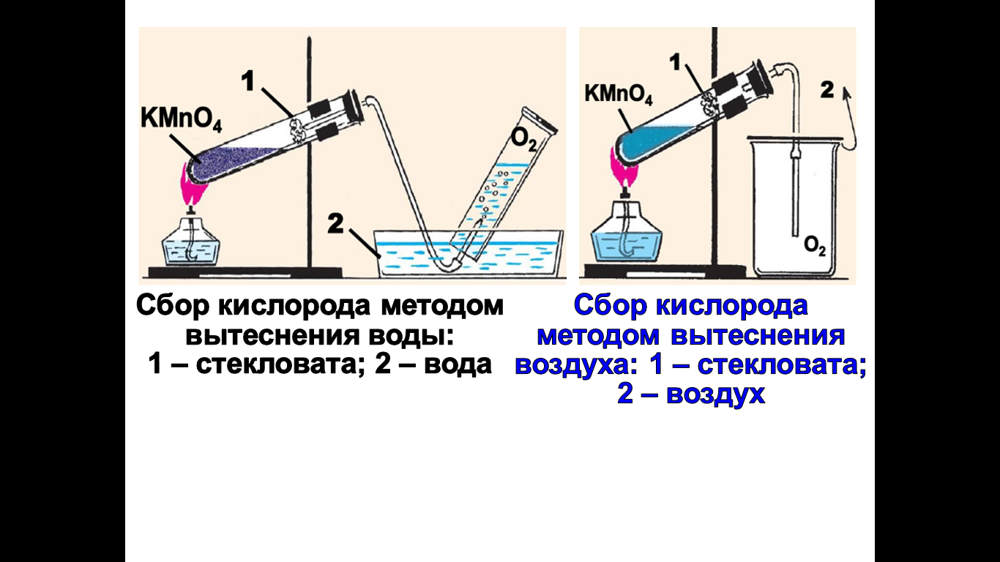 1
KMnO₄
O₂
2
Сбор кислорода методом
вытеснения воды:
1 – стекловата; 2 – вода
1
2
KMnO₄
O₂
Сбор кислорода
методом вытеснения
воздуха: 1 – стекловата;
2 – воздух